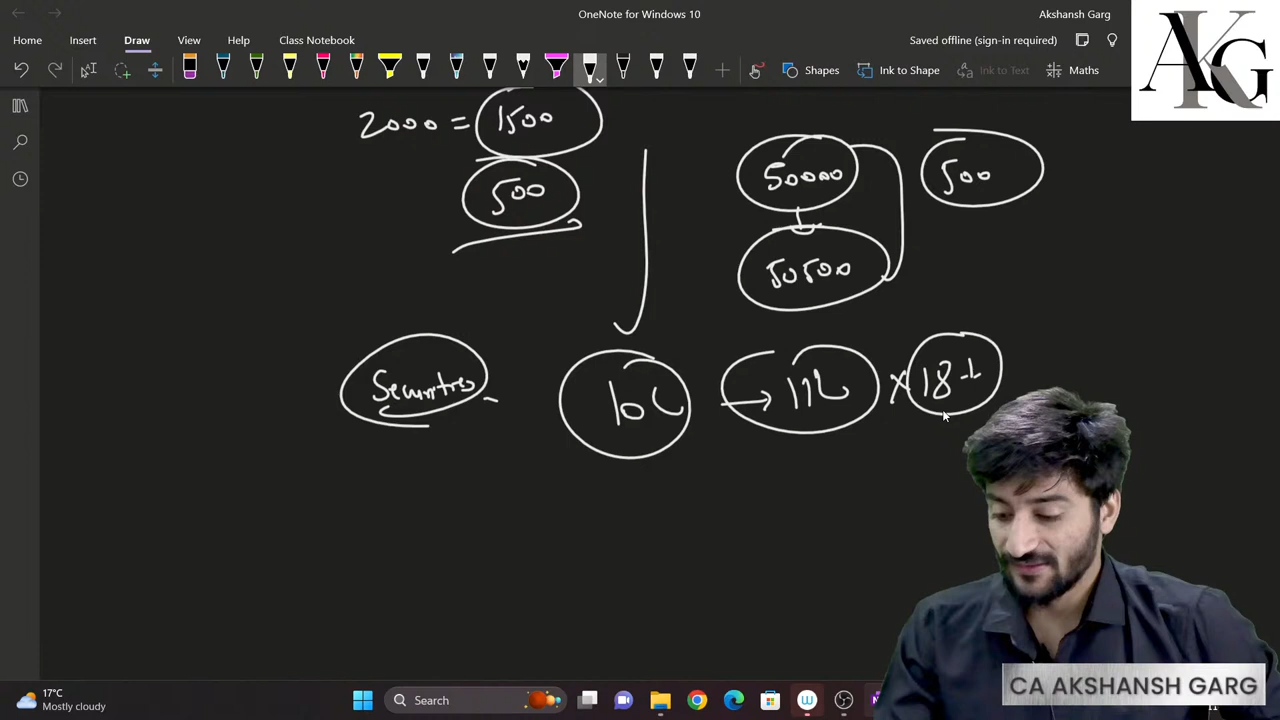 OneNote for Windows 10
Akshansh Garg
Home Insert Draw View Help Class Notebook
Saved offline (sign-in required)
Shapes Ink to Shape Ink to Text Maths
AKG
2000 = 1500
500
50000 500
50500
Securities 10L → 11L × 18%
CA AKSHANSH GARG
17°C
Mostly cloudy
Search